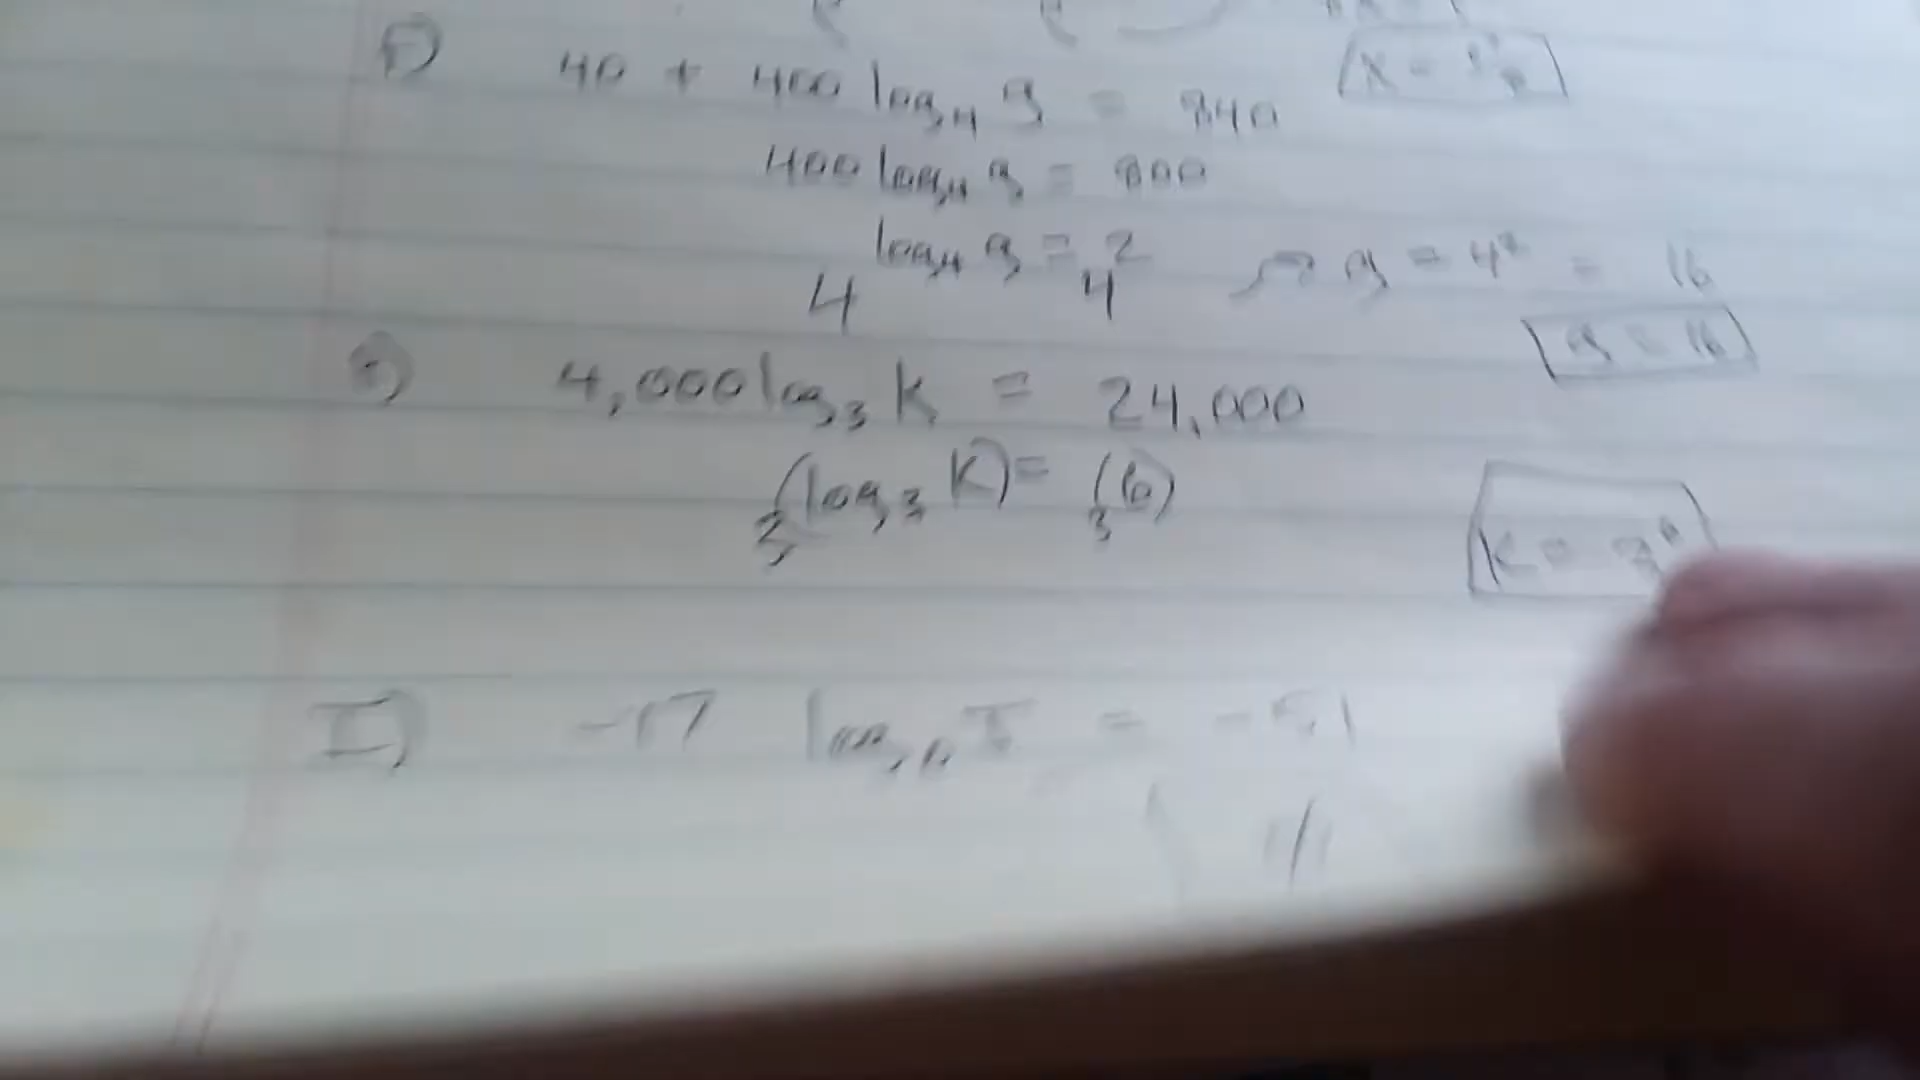 F) 40 + 400 log₄ g = 840
400 log₄ g = 800
4^(log₄ g) = 4^2 → g = 4² = 16
g = 16
4,000 log₃ K = 24,000
3^(log₃ K) = 3^(6)
K =
I) -17 log = -51